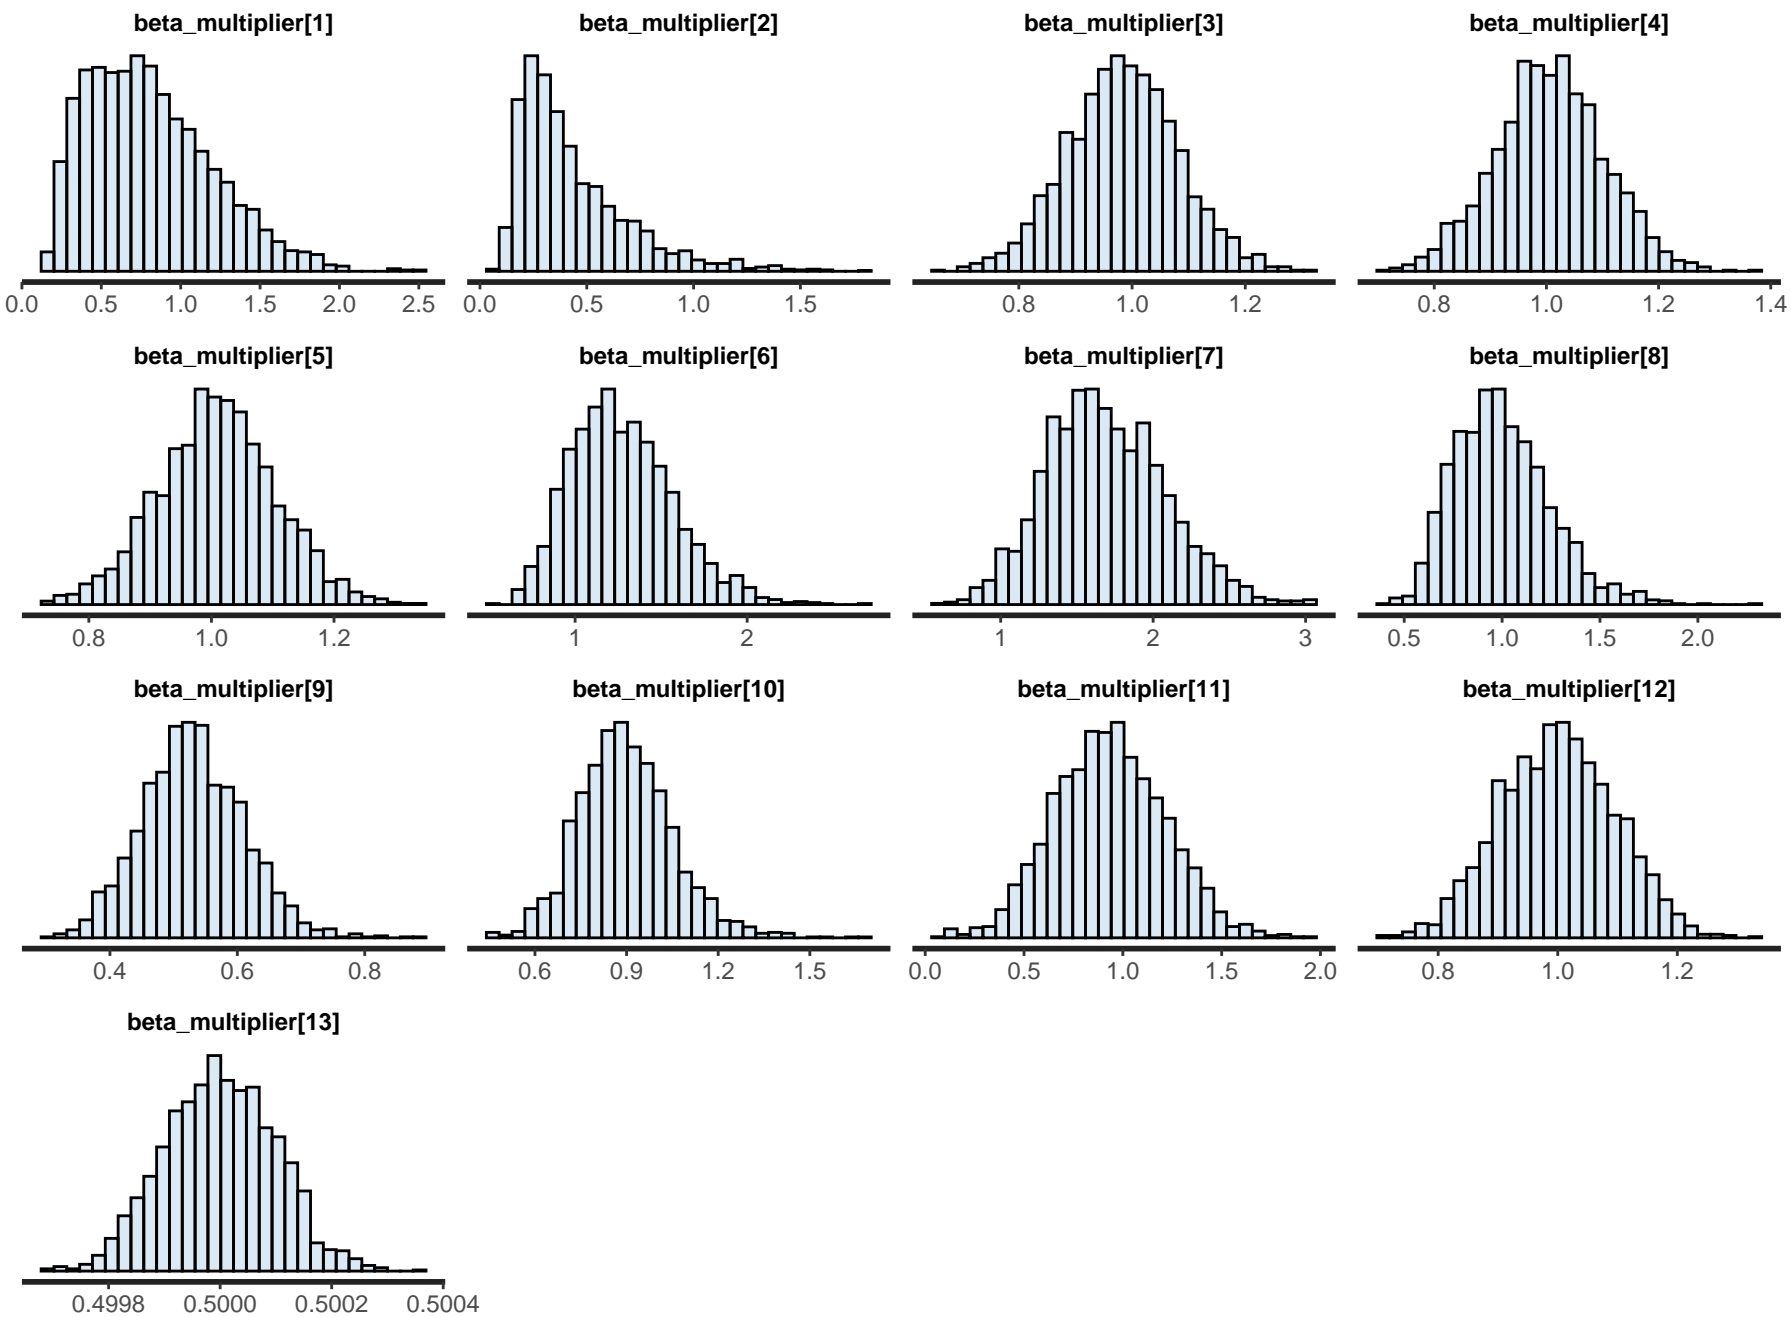 beta_multiplier[1] beta_multiplier[2] beta_multiplier[3] beta_multiplier[4]
0.0 0.5 1.0 1.5 2.0 2.5 0.0 0.5 1.0 1.5 0.8 1.0 1.2 0.8 1.0 1.2 1.4
beta_multiplier[5] beta_multiplier[6] beta_multiplier[7] beta_multiplier[8]
0.8 1.0 1.2 1 2 1 2 3 0.5 1.0 1.5 2.0
beta_multiplier[9] beta_multiplier[10] beta_multiplier[11] beta_multiplier[12]
0.4 0.6 0.8 0.6 0.9 1.2 1.5 0.0 0.5 1.0 1.5 2.0 0.8 1.0 1.2
beta_multiplier[13]
0.4998 0.5000 0.5002 0.5004